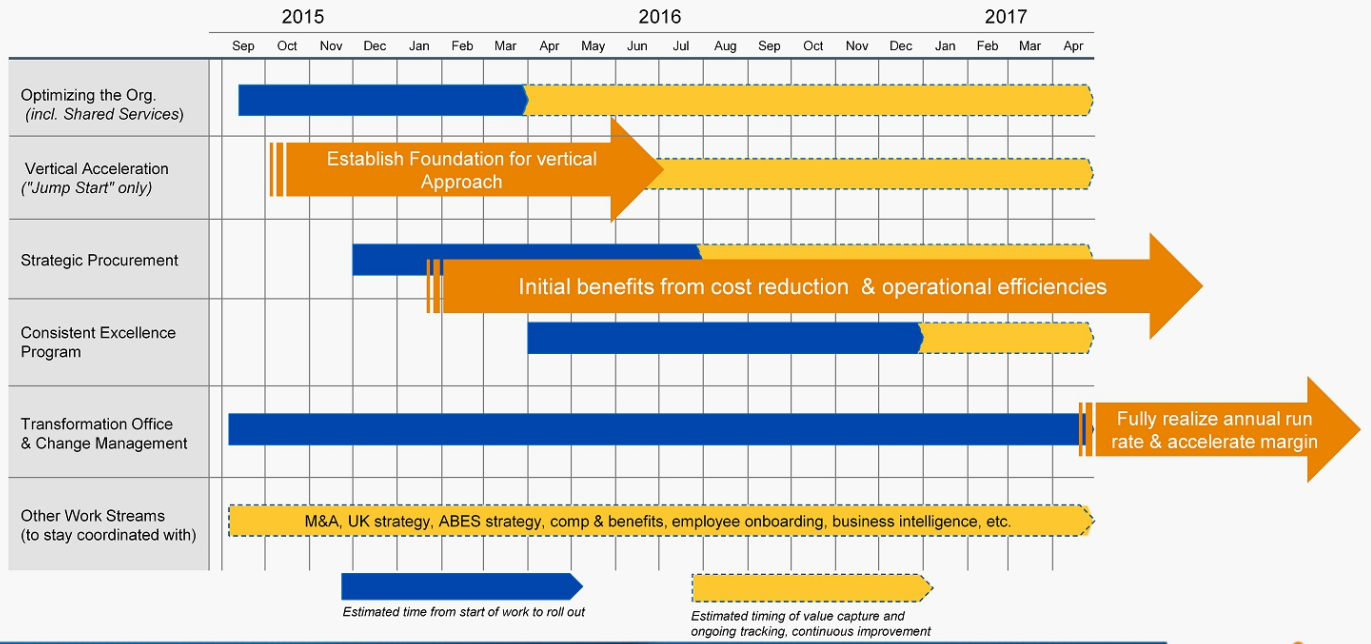 2015 2016 2017
Sep Oct Nov Dec Jan Feb Mar Apr May Jun Jul Aug Sep Oct Nov Dec Jan Feb Mar Apr
Optimizing the Org.
(incl. Shared Services)
Vertical Acceleration
("Jump Start" only)
Establish Foundation for vertical
Approach
Strategic Procurement
Initial benefits from cost reduction & operational efficiencies
Consistent Excellence
Program
Transformation Office
& Change Management
Fully realize annual run
rate & accelerate margin
Other Work Streams
(to stay coordinated with)
M&A, UK strategy, ABES strategy, comp & benefits, employee onboarding, business intelligence, etc.
Estimated time from start of work to roll out
Estimated timing of value capture and
ongoing tracking, continuous improvement